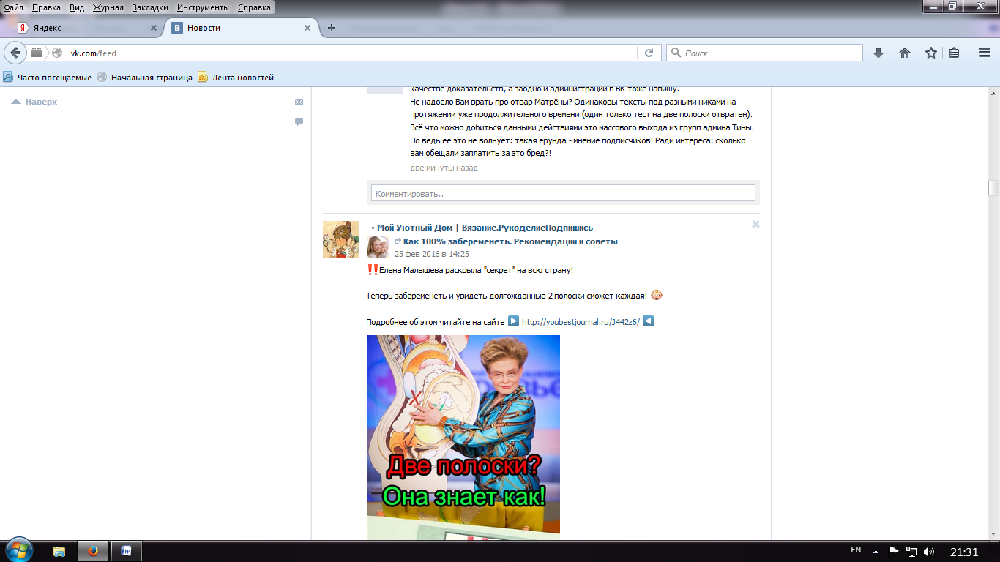 Файл Правка Вид Журнал Закладки Инструменты Справка
Яндекс
Новости
vk.com/feed
Поиск
Часто посещаемые Начальная страница Лента новостей
Наверх
качестве доказательств, а заодно и администрации в ВК тоже напишу.
Не надоело Вам врать про отвар Матрёны? Одинаковы тексты под разными никами на
протяжении уже продолжительного времени (один только тест на две полоски отвратен).
Всё что можно добиться данными действиями это массового выхода из групп админа Тины.
Но ведь её это не волнует: такая ерунда - мнение подписчиков! Ради интереса: сколько
вам обещали заплатить за это бред?!
две минуты назад
Комментировать..
→ Мой Уютный Дом | Вязание.РукоделиеПодпишись
Как 100% забеременеть. Рекомендации и советы
25 фев 2016 в 14:25
‼Елена Малышева раскрыла "секрет" на всю страну!
Теперь забеременеть и увидеть долгожданные 2 полоски сможет каждая!
Подробнее об этом читайте на сайте ▶ http://youbestjournal.ru/J442z6/ ◀
Две полоски?
Она знает как!
EN
21:31